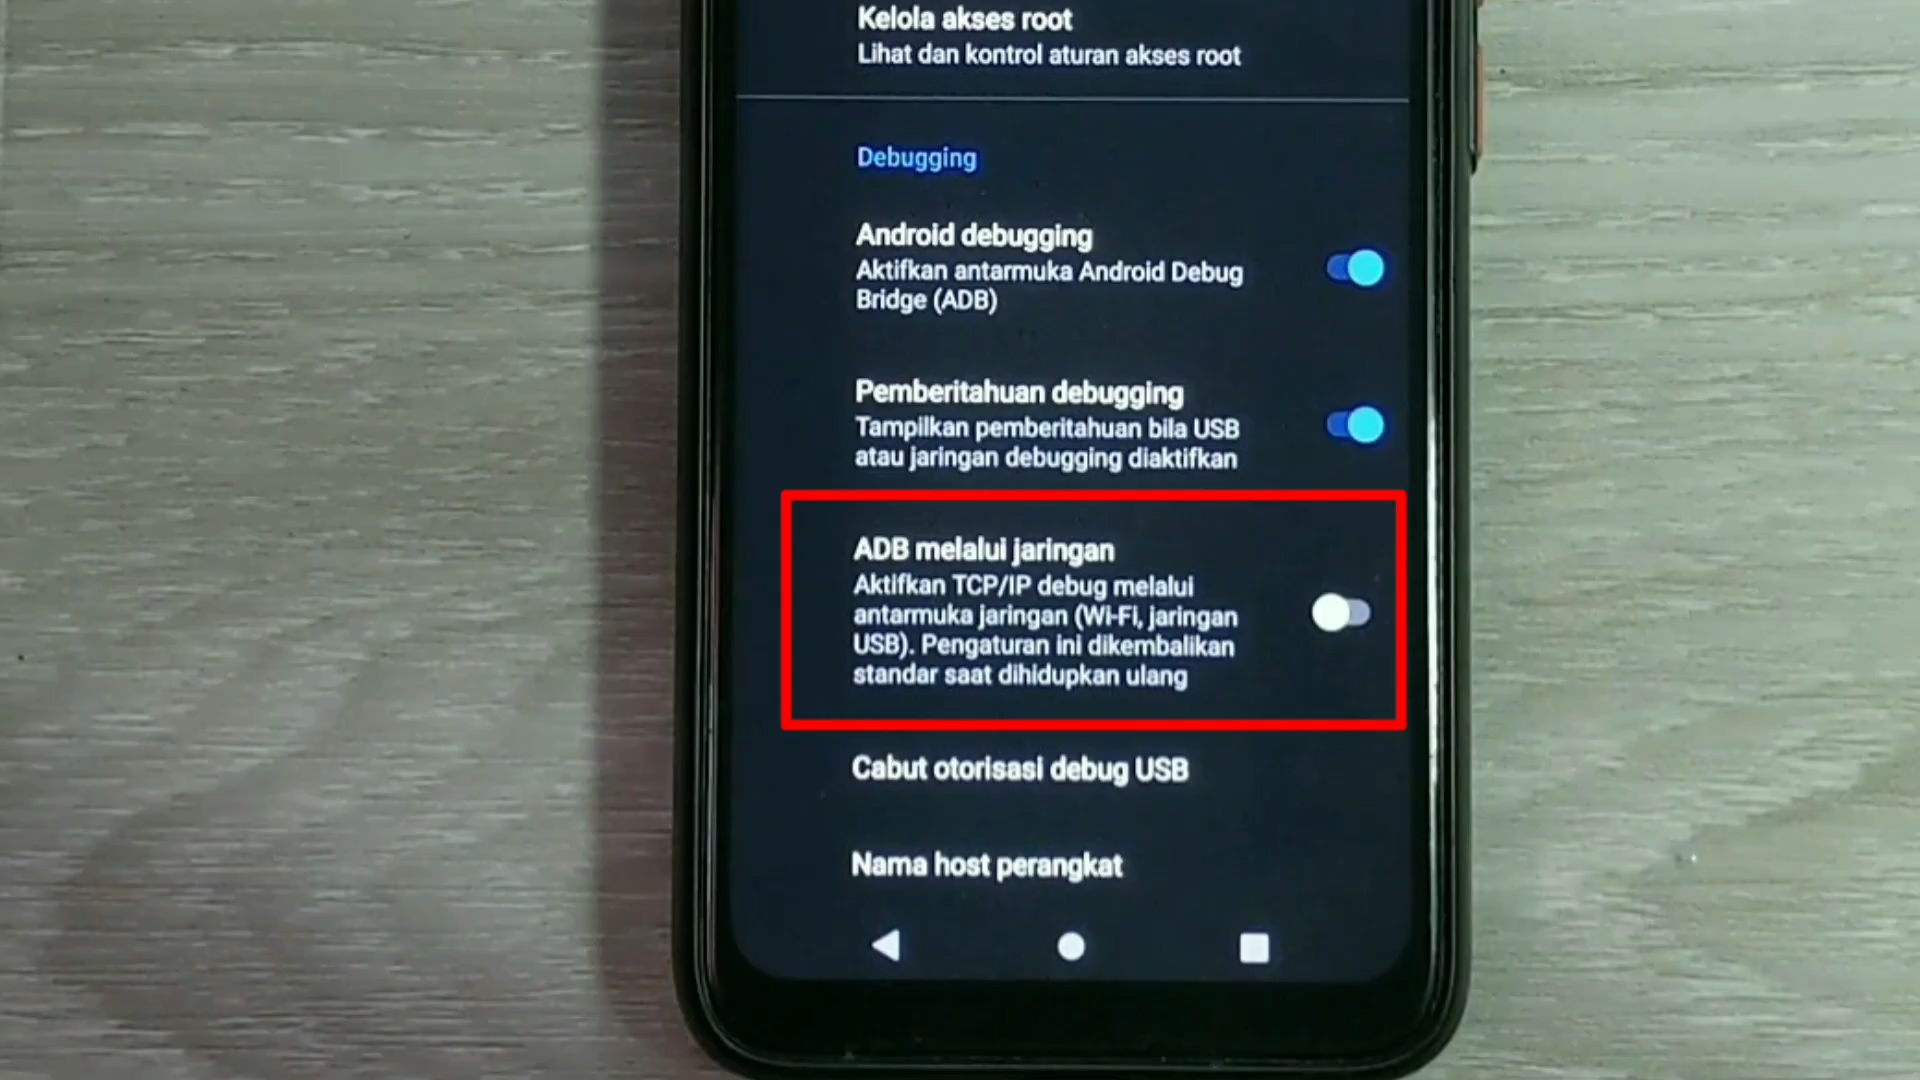 Kelola akses root
Lihat dan kontrol aturan akses root
Debugging
Android debugging
Aktifkan antarmuka Android Debug
Bridge (ADB)
Pemberitahuan debugging
Tampilkan pemberitahuan bila USB
atau jaringan debugging diaktifkan
ADB melalui jaringan
Aktifkan TCP/IP debug melalui
antarmuka jaringan (Wi-Fi, jaringan
USB). Pengaturan ini dikembalikan
standar saat dihidupkan ulang
Cabut otorisasi debug USB
Nama host perangkat